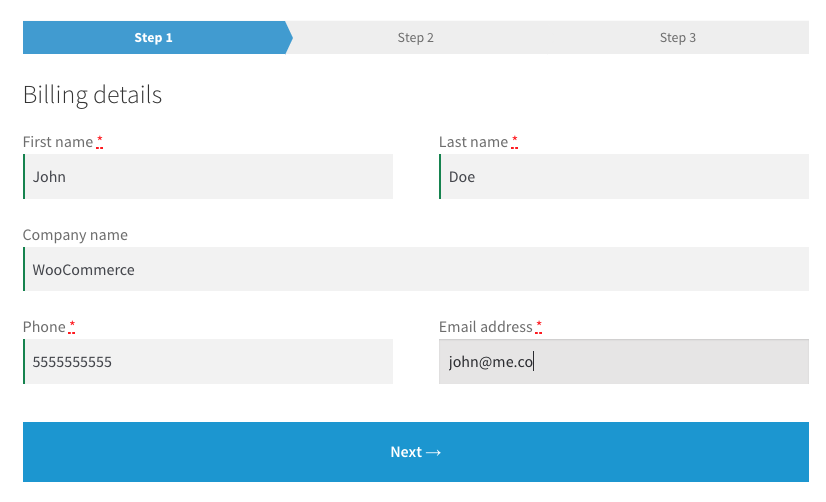 Step 1 Step 2 Step 3
Billing details
First name * Last name *
John Doe
Company name
WooCommerce
Phone * Email address *
5555555555 john@me.co
Next →